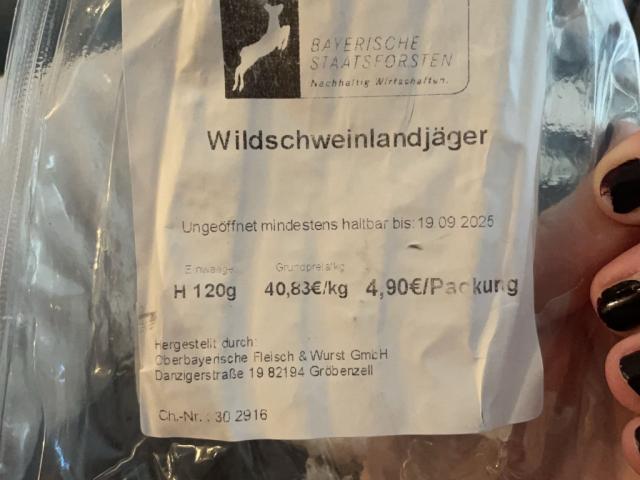 BAYERISCHE
STAATSFORSTEN
Nachhaltig Wirtschaften.
Wildschweinlandjäger
Ungeöffnet mindestens haltbar bis: 19.09.2025
Einwaage Grundpreis/kg
H 120g 40,83€/kg 4,90€/Packung
Hergestellt durch:
Oberbayerische Fleisch & Wurst GmbH
Danzigerstraße 19 82194 Gröbenzell
Ch.-Nr. : 30 2916